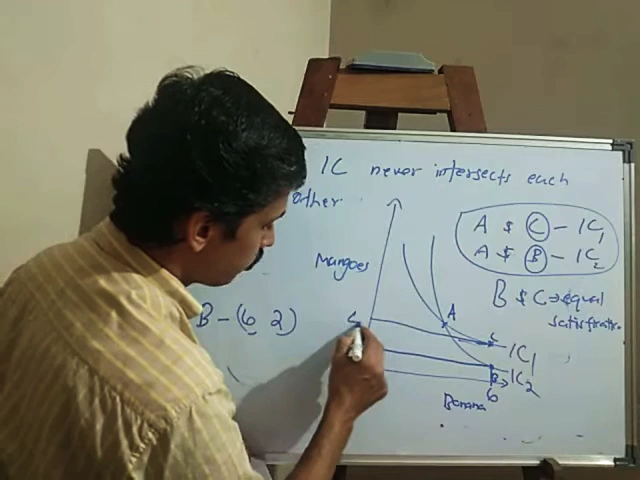 IC never intersects each
other
A $ C - IC1
A $ B - IC2
Mangoes
B $ C ⇒ equal
satisfaction
B - (6 2)
A
IC1
IC2
B
6
Banana